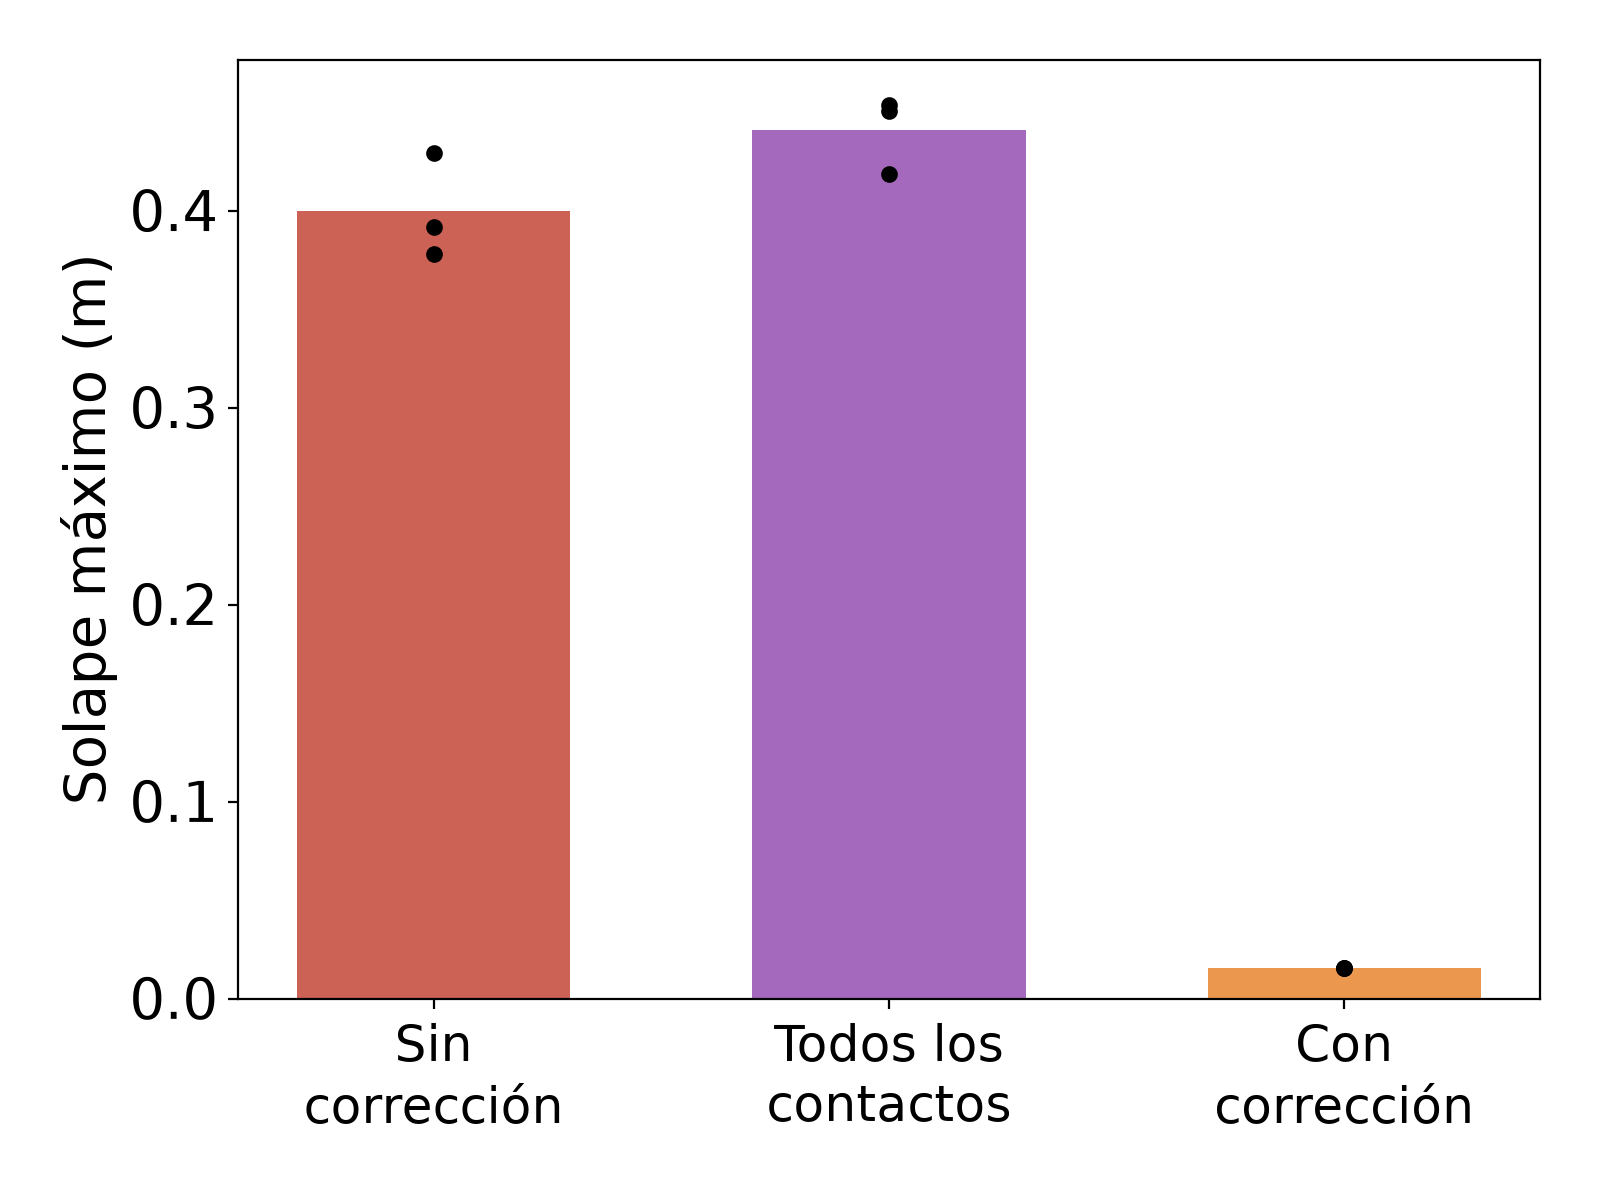 Solape máximo (m)
0.4
0.3
0.2
0.1
0.0
Sin
corrección
Todos los
contactos
Con
corrección